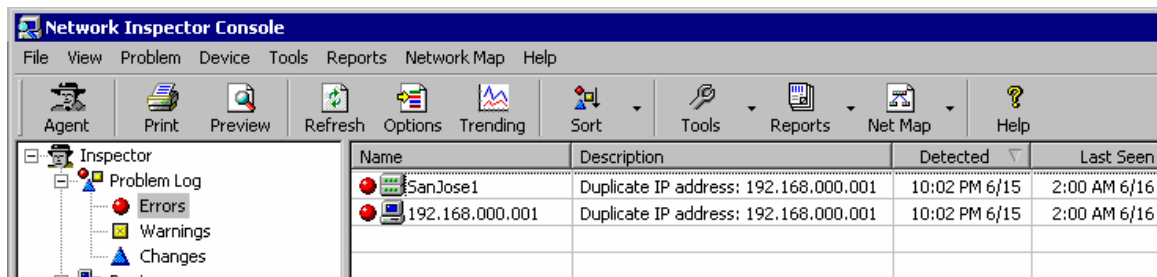 Network Inspector Console
File View Problem Device Tools Reports Network Map Help
Agent Print Preview Refresh Options Trending Sort Tools Reports Net Map Help
Inspector
Problem Log
Errors
Warnings
Changes
Name Description Detected Last Seen
SanJose1 Duplicate IP address: 192.168.000.001 10:02 PM 6/15 2:00 AM 6/16
192.168.000.001 Duplicate IP address: 192.168.000.001 10:02 PM 6/15 2:00 AM 6/16